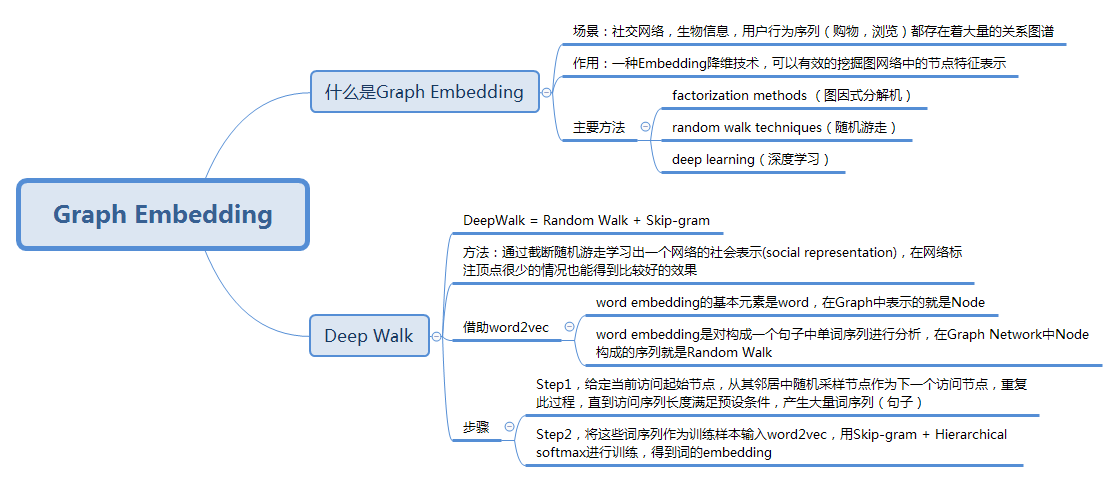 Graph Embedding
什么是Graph Embedding
场景：社交网络，生物信息，用户行为序列（购物，浏览）都存在着大量的关系图谱
作用：一种Embedding降维技术，可以有效的挖掘图网络中的节点特征表示
主要方法
factorization methods （图因式分解机）
random walk techniques（随机游走）
deep learning（深度学习）
Deep Walk
DeepWalk = Random Walk + Skip-gram
方法：通过截断随机游走学习出一个网络的社会表示(social representation)，在网络标
注顶点很少的情况也能得到比较好的效果
借助word2vec
word embedding的基本元素是word，在Graph中表示的就是Node
word embedding是对构成一个句子中单词序列进行分析，在Graph Network中Node
构成的序列就是Random Walk
步骤
Step1，给定当前访问起始节点，从其邻居中随机采样节点作为下一个访问节点，重复
此过程，直到访问序列长度满足预设条件，产生大量词序列（句子）
Step2，将这些词序列作为训练样本输入word2vec，用Skip-gram + Hierarchical
softmax进行训练，得到词的embedding